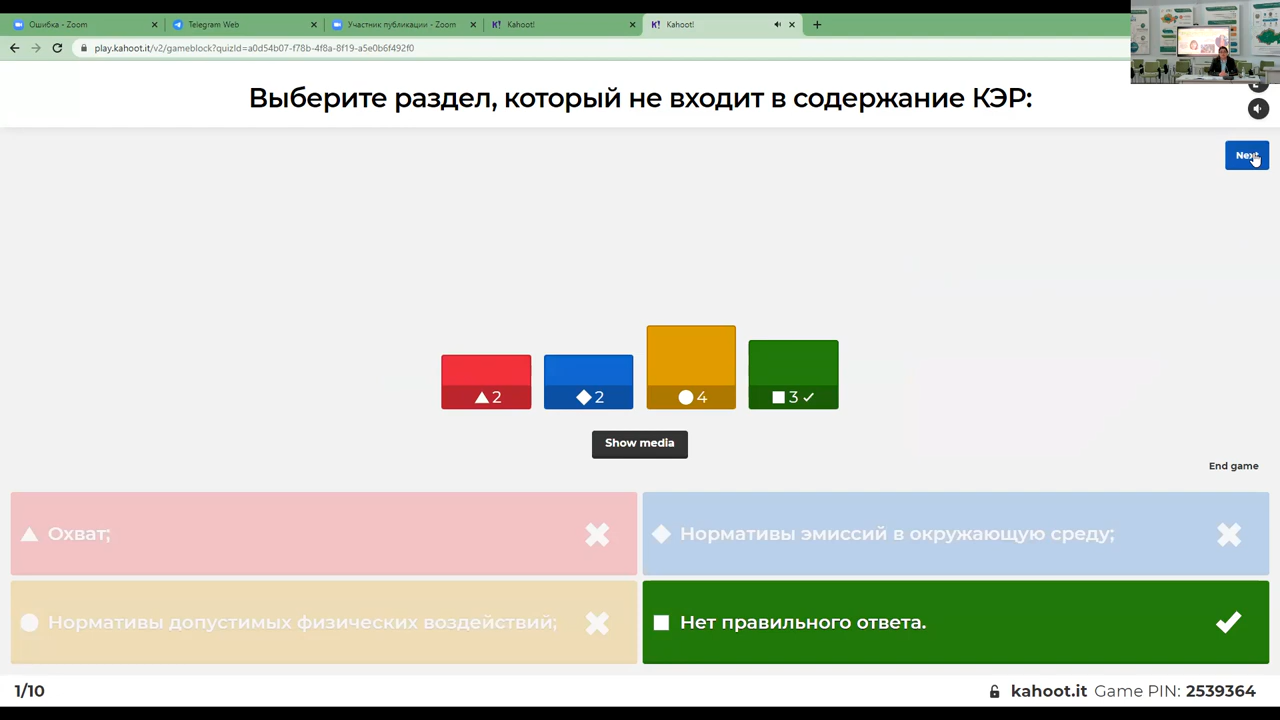 Ошибка - Zoom
Telegram Web
Участник публикации - Zoom
Kahoot!
Kahoot!
play.kahoot.it/v2/gameblock?quizId=a0d54b07-f78b-4f8a-8f19-a5e0b6f492f0
Выберите раздел, который не входит в содержание КЭР:
Next
2
2
4
3
Show media
End game
Охват;
Нормативы эмиссий в окружающую среду;
Нормативы допустимых физических воздействий;
Нет правильного ответа.
1/10
kahoot.it Game PIN: 2539364